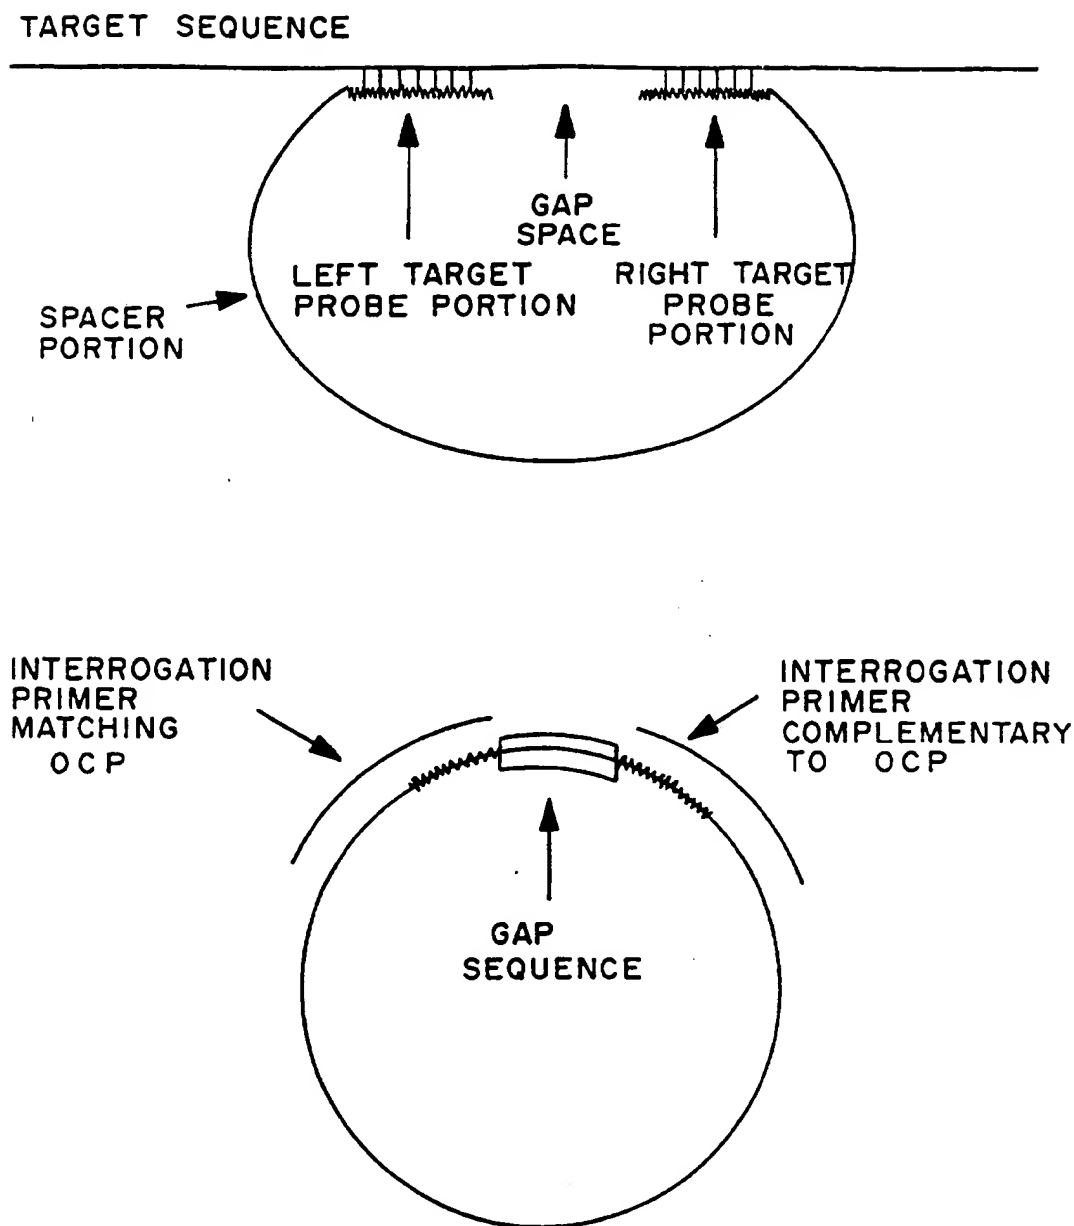 TARGET SEQUENCE
GAP
SPACE
LEFT TARGET
PROBE PORTION
RIGHT TARGET
PROBE
PORTION
SPACER
PORTION
INTERROGATION
PRIMER
MATCHING
OCP
INTERROGATION
PRIMER
COMPLEMENTARY
TO OCP
GAP
SEQUENCE